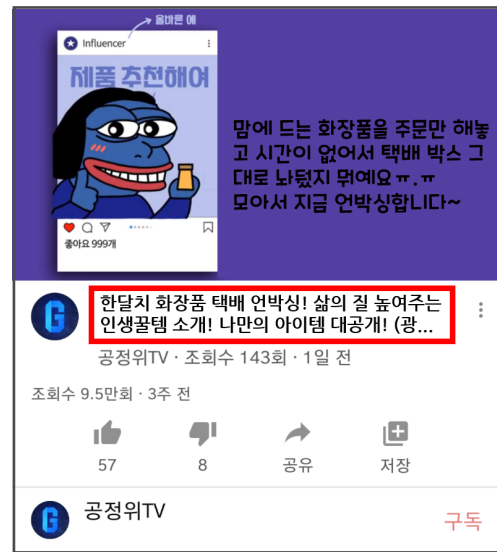 올바른 예
Influencer
제품 추천해여
좋아요 999개
맘에 드는 화장품을 주문만 해놓
고 시간이 없어서 택배 박스 그
대로 놔뒀지 뭐예요ㅠ.ㅠ
모아서 지금 언박싱합니다~
G
한달치 화장품 택배 언박싱! 삶의 질 높여주는
인생꿀템 소개! 나만의 아이템 대공개! (광...
공정위TV · 조회수 143회 · 1일 전
조회수 9.5만회 · 3주 전
57
8
공유
저장
G
공정위TV
구독